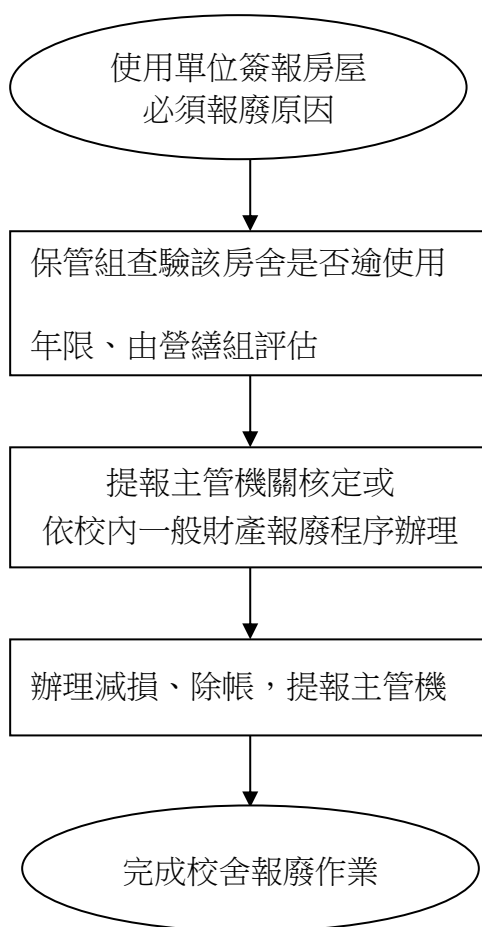 使用單位簽報房屋
必須報廢原因
保管組查驗該房舍是否逾使用
年限、由營繕組評估
提報主管機關核定或
依校內一般財產報廢程序辦理
辦理減損、除帳，提報主管機
完成校舍報廢作業